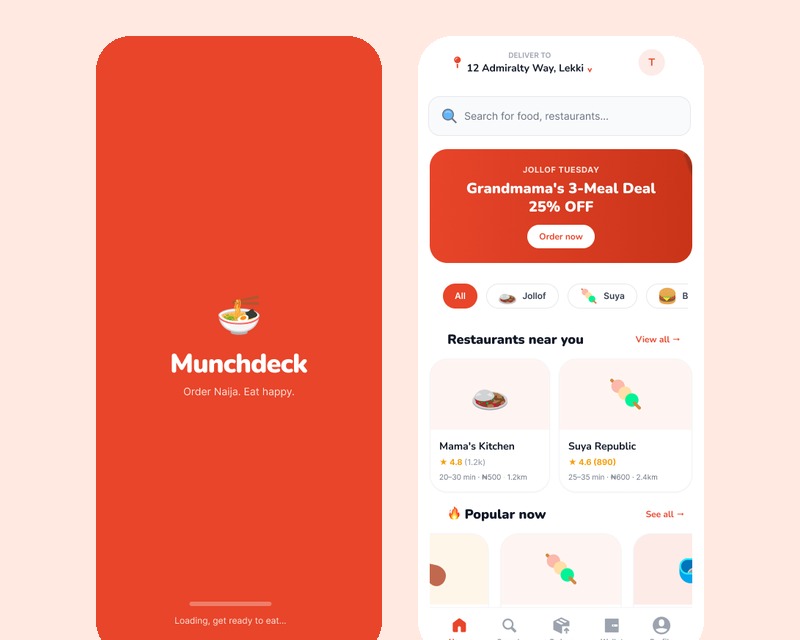 Munchdeck
Order Naija. Eat happy.
Loading, get ready to eat...
DELIVER TO
12 Admiralty Way, Lekki
T
Search for food, restaurants...
JOLLOF TUESDAY
Grandmama's 3-Meal Deal
25% OFF
Order now
All
Jollof
Suya
B
Restaurants near you
View all →
Mama's Kitchen
★ 4.8 (1.2k)
20–30 min · ₦500 · 1.2km
Suya Republic
★ 4.6 (890)
25–35 min · ₦600 · 2.4km
Popular now
See all →